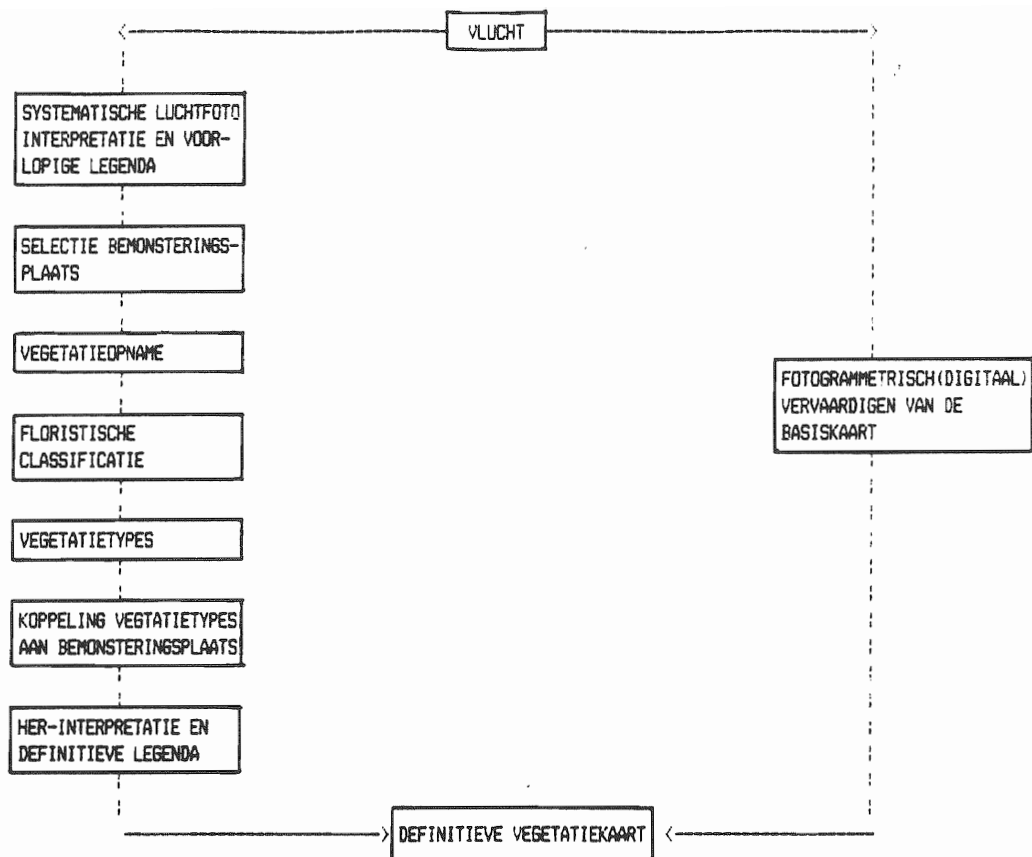 VLUCHT
SYSTEMATISCHE LUCHTFOTO
INTERPRETATIE EN VOOR-
LOPIGE LEGENDA
SELECTIE BEMONSTERINGS-
PLAATS
VEGETATIEOPNAME
FLORISTISCHE
CLASSIFICATIE
VEGETATIETYPES
KOPPELING VEGTATIETYPES
AAN BEMONSTERINGSPLAATS
HER-INTERPRETATIE EN
DEFINITIEVE LEGENDA
FOTOGRAMMETRISCH(DIGITAAL)
VERVAARDIGEN VAN DE
BASISKAART
DEFINITIEVE VEGETATIEKAART